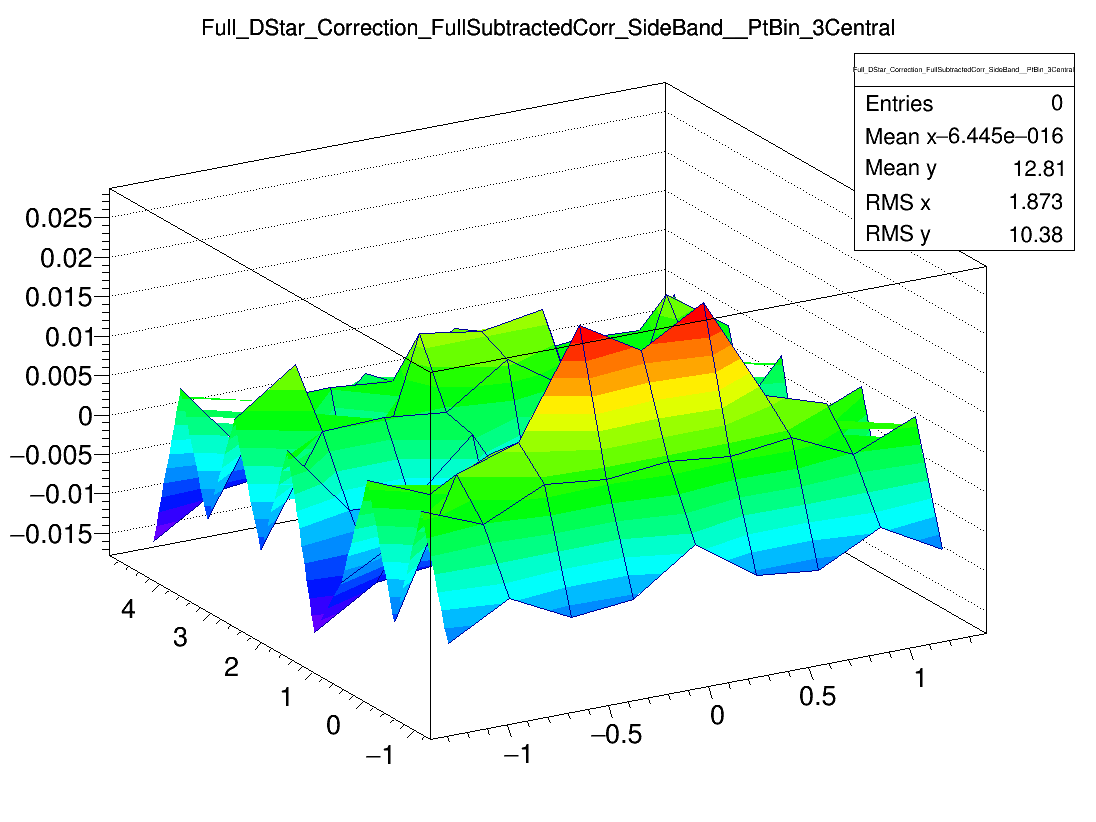 Full_DStar_Correction_FullSubtractedCorr_SideBand__PtBin_3Central
Full_DStar_Correction_FullSubtractedCorr_SideBand__PtBin_3Central
Entries 0
Mean x −6.445e−016
Mean y 12.81
RMS x 1.873
RMS y 10.38
0.025
0.02
0.015
0.01
0.005
0
−0.005
−0.01
−0.015
4
3
2
1
0
−1
−1
−0.5
0
0.5
1